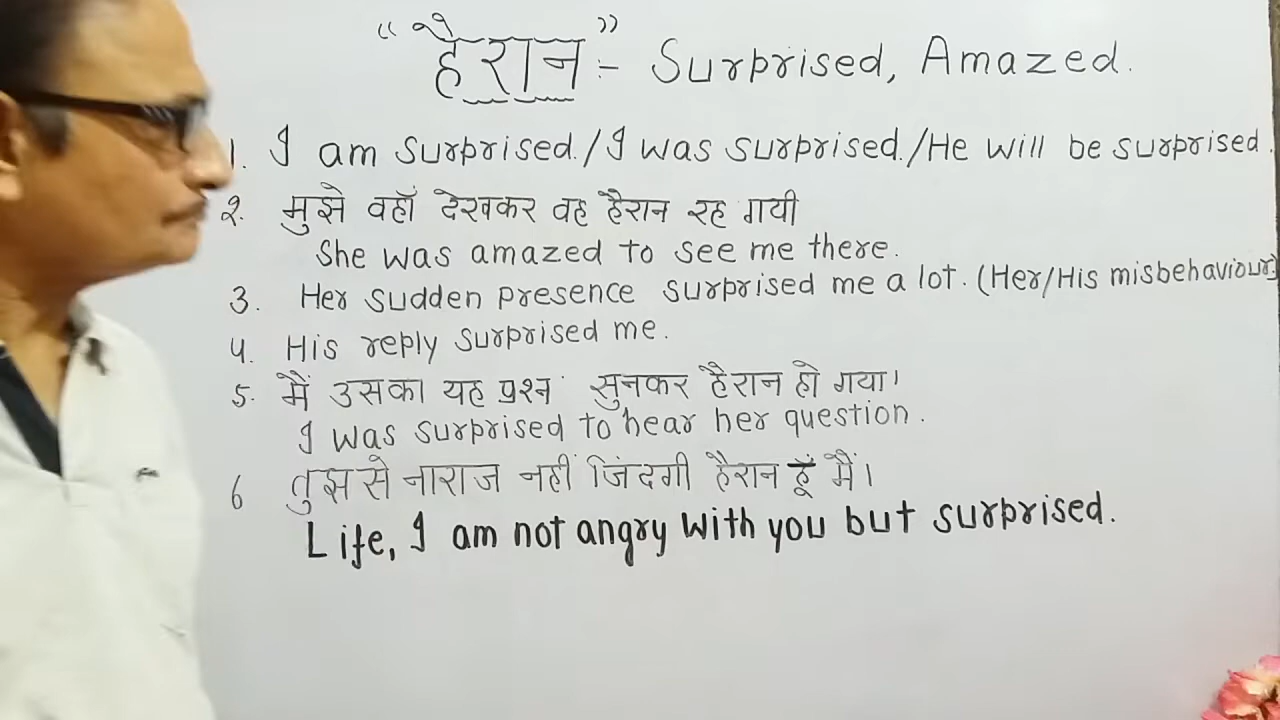 "हैरान" :- Surprised, Amazed.
1. I am surprised./I was surprised./He will be surprised.
2. मुझे वहाँ देखकर वह हैरान रह गयी
She was amazed to see me there.
3. Her sudden presence surprised me a lot. (Her/His misbehaviour)
4. His reply surprised me.
5. मैं उसका यह प्रश्न सुनकर हैरान हो गया।
I was surprised to hear her question.
6 तुझसे नाराज नहीं जिंदगी हैरान हूँ मैं।
Life, I am not angry with you but surprised.